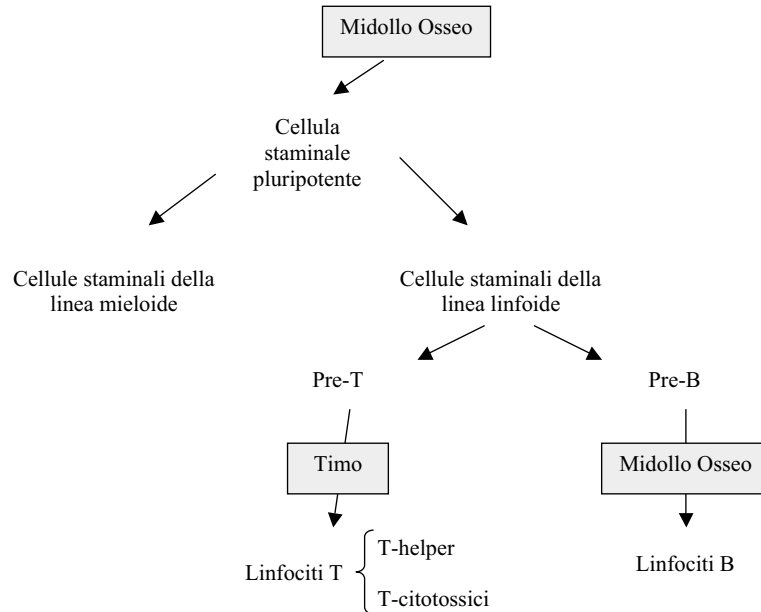 Midollo Osseo
Cellula
staminale
pluripotente
Cellule staminali della
linea mieloide
Cellule staminali della
linea linfoide
Pre-T
Pre-B
Timo
Midollo Osseo
Linfociti T
T-helper
T-citotossici
Linfociti B